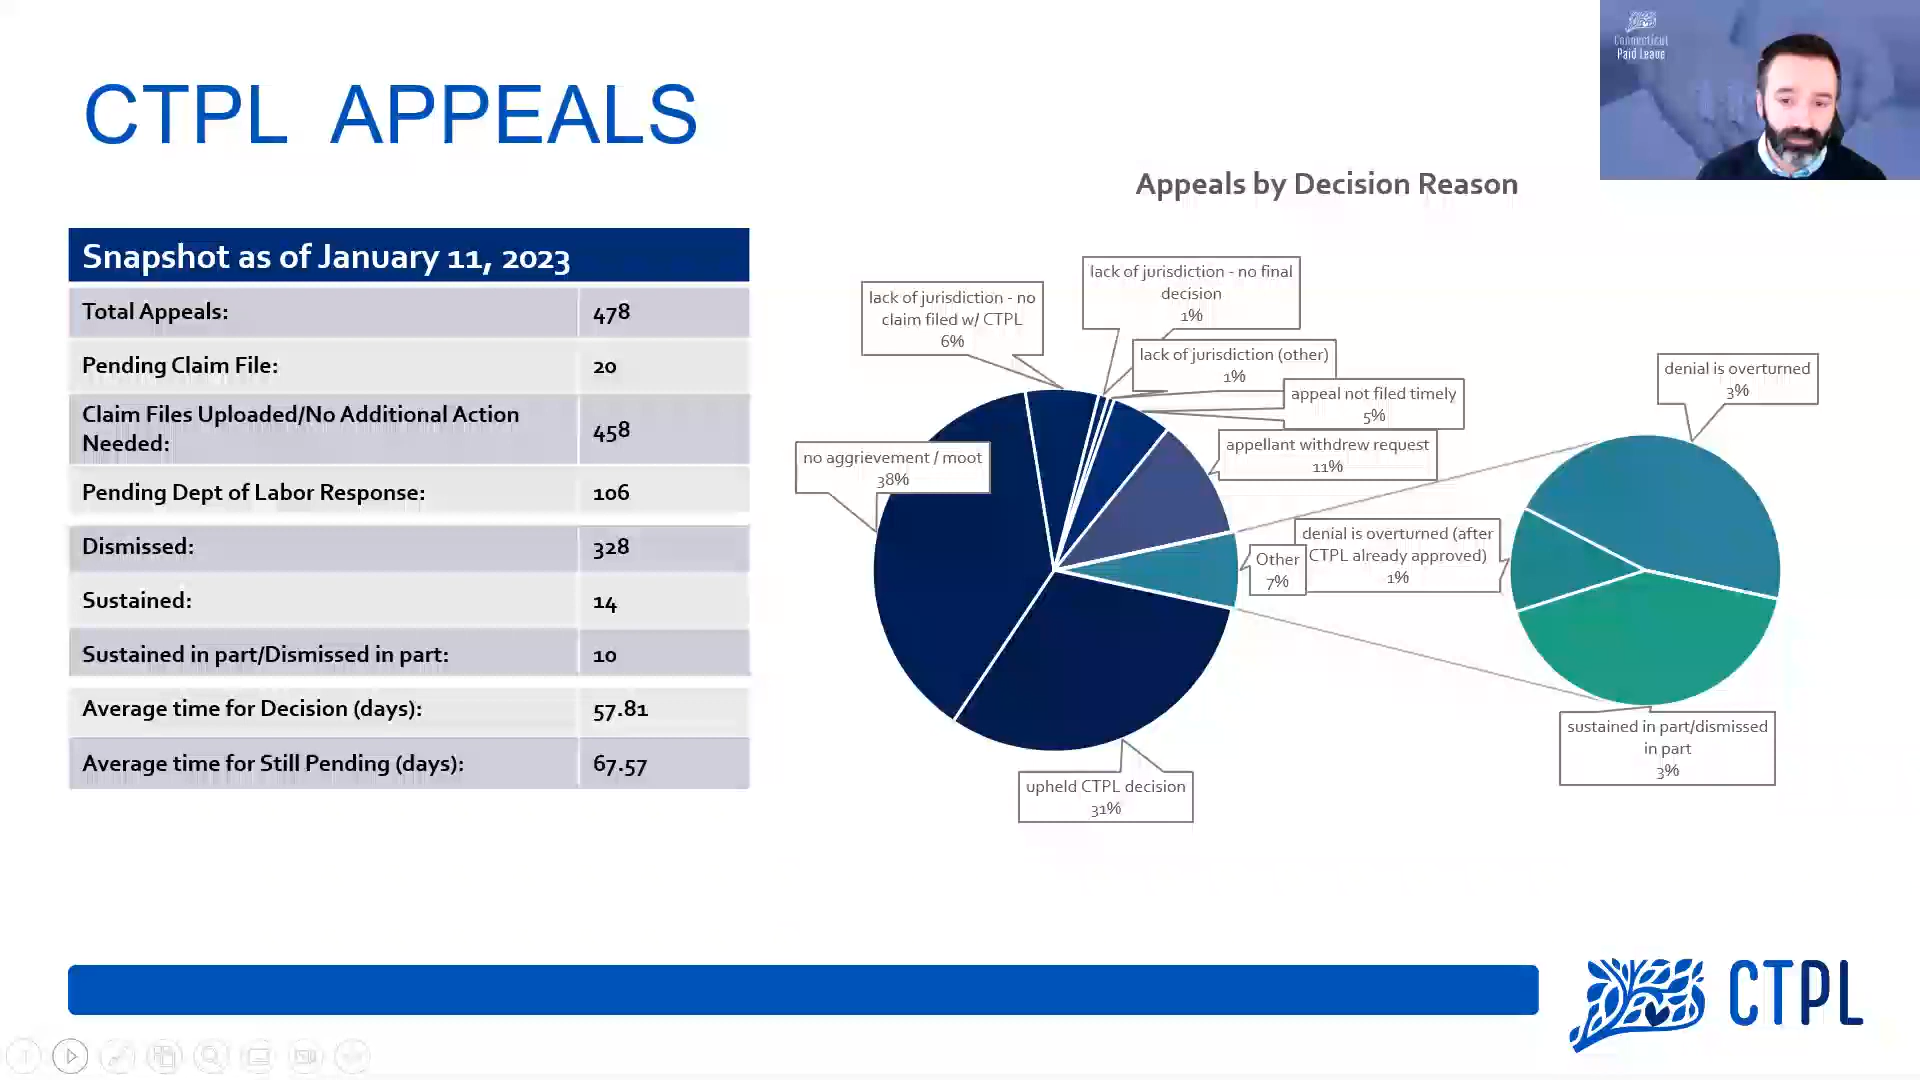 Connecticut
Paid Leave
CTPL APPEALS
Appeals by Decision Reason
Snapshot as of January 11, 2023
Total Appeals: 478
Pending Claim File: 20
Claim Files Uploaded/No Additional Action
Needed: 458
Pending Dept of Labor Response: 106
Dismissed: 328
Sustained: 14
Sustained in part/Dismissed in part: 10
Average time for Decision (days): 57.81
Average time for Still Pending (days): 67.57
lack of jurisdiction - no
claim filed w/ CTPL
6%
lack of jurisdiction - no final
decision
1%
lack of jurisdiction (other)
1%
appeal not filed timely
5%
appellant withdrew request
11%
no aggrievement / moot
38%
Other
7%
upheld CTPL decision
31%
denial is overturned
3%
denial is overturned (after
CTPL already approved)
1%
sustained in part/dismissed
in part
3%
CTPL